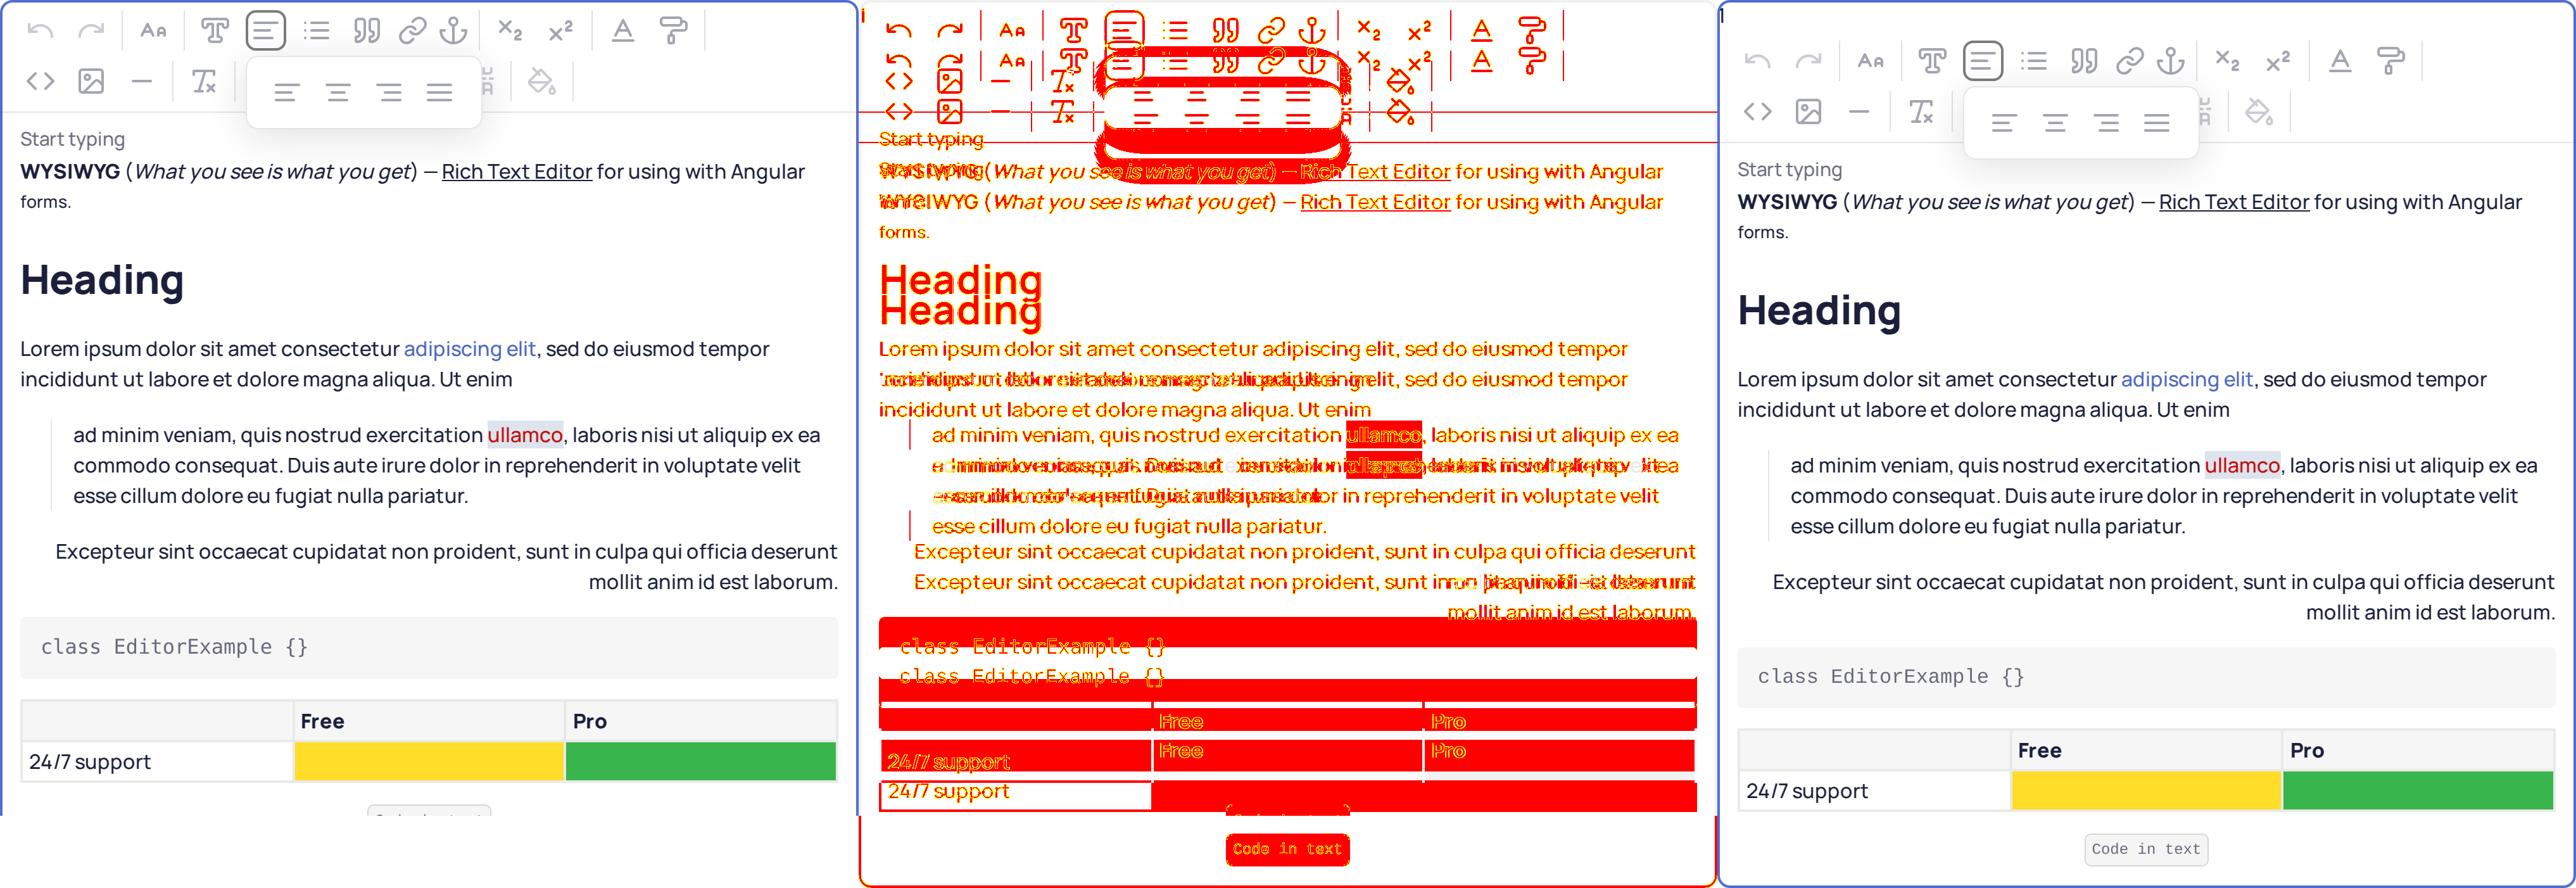 AA T X₂ X² A
Tx
Start typing
WYSIWYG (What you see is what you get) — Rich Text Editor for using with Angular
forms.
Heading
Lorem ipsum dolor sit amet consectetur adipiscing elit, sed do eiusmod tempor
incididunt ut labore et dolore magna aliqua. Ut enim
ad minim veniam, quis nostrud exercitation ullamco, laboris nisi ut aliquip ex ea
commodo consequat. Duis aute irure dolor in reprehenderit in voluptate velit
esse cillum dolore eu fugiat nulla pariatur.
Excepteur sint occaecat cupidatat non proident, sunt in culpa qui officia deserunt
mollit anim id est laborum.
class EditorExample {}
Free Pro
24/7 support
AA T X₂ X² A
AA T X₂ X² A
Tx
Tx
Start typing
WYSIWYG (What you see is what you get) — Rich Text Editor for using with Angular
WYSIWYG (What you see is what you get) — Rich Text Editor for using with Angular
forms.
Heading
Heading
Lorem ipsum dolor sit amet consectetur adipiscing elit, sed do eiusmod tempor
elit, sed do eiusmod tempor
incididunt ut labore et dolore magna aliqua. Ut enim
ad minim veniam, quis nostrud exercitation ullamco, laboris nisi ut aliquip ex ea
in reprehenderit in voluptate velit
esse cillum dolore eu fugiat nulla pariatur.
Excepteur sint occaecat cupidatat non proident, sunt in culpa qui officia deserunt
Excepteur sint occaecat cupidatat non proident, sunt
mollit anim id est laborum.
class EditorExample {}
class EditorExample {}
Free Pro
Free Pro
24/7 support
24/7 support
Code in text
AA T X₂ X² A
Tx
Start typing
WYSIWYG (What you see is what you get) — Rich Text Editor for using with Angular
forms.
Heading
Lorem ipsum dolor sit amet consectetur adipiscing elit, sed do eiusmod tempor
incididunt ut labore et dolore magna aliqua. Ut enim
ad minim veniam, quis nostrud exercitation ullamco, laboris nisi ut aliquip ex ea
commodo consequat. Duis aute irure dolor in reprehenderit in voluptate velit
esse cillum dolore eu fugiat nulla pariatur.
Excepteur sint occaecat cupidatat non proident, sunt in culpa qui officia deserunt
mollit anim id est laborum.
class EditorExample {}
Free Pro
24/7 support
Code in text